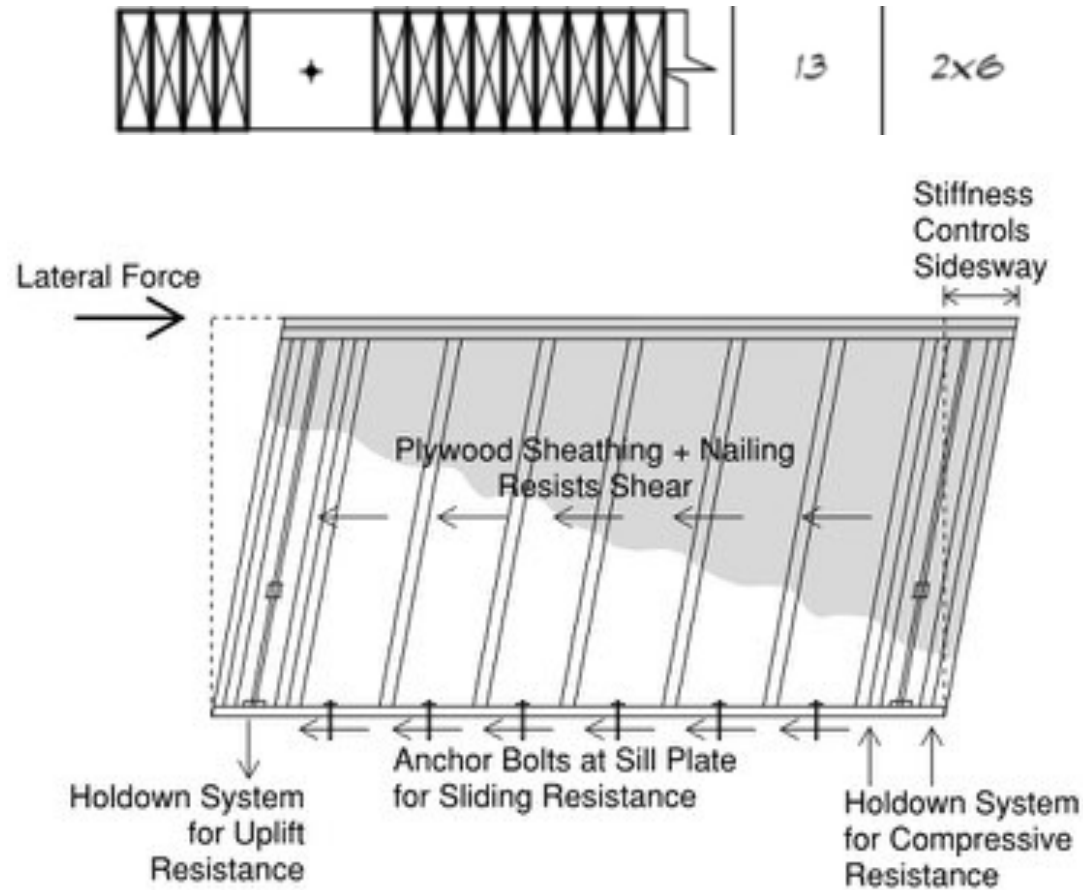 13 2x6
Stiffness
Controls
Sidesway
Lateral Force
Plywood Sheathing + Nailing
Resists Shear
Anchor Bolts at Sill Plate
for Sliding Resistance
Holdown System
for Uplift
Resistance
Holdown System
for Compressive
Resistance